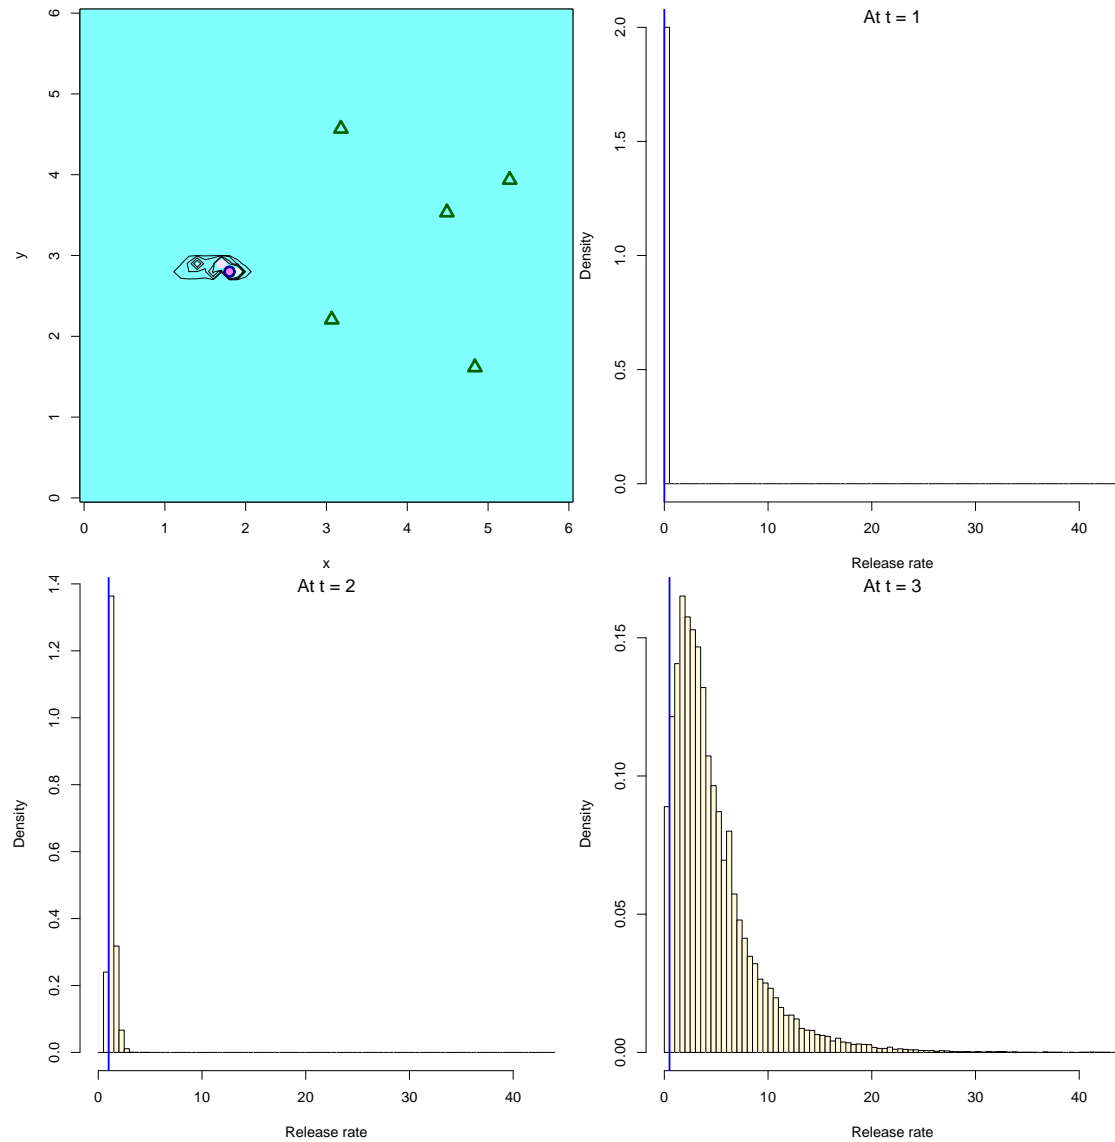 6
5
4
3
2
1
0
y
0 1 2 3 4 5 6
x
At t = 1
2.0
1.5
1.0
0.5
0.0
Density
0 10 20 30 40
Release rate
At t = 2
1.4
1.2
1.0
0.8
0.6
0.4
0.2
0.0
Density
0 10 20 30 40
Release rate
At t = 3
0.15
0.10
0.05
0.00
Density
0 10 20 30 40
Release rate